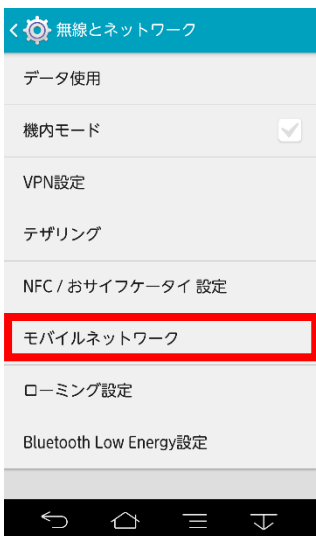 無線とネットワーク
データ使用
機内モード
VPN設定
テザリング
NFC / おサイフケータイ 設定
モバイルネットワーク
ローミング設定
Bluetooth Low Energy設定